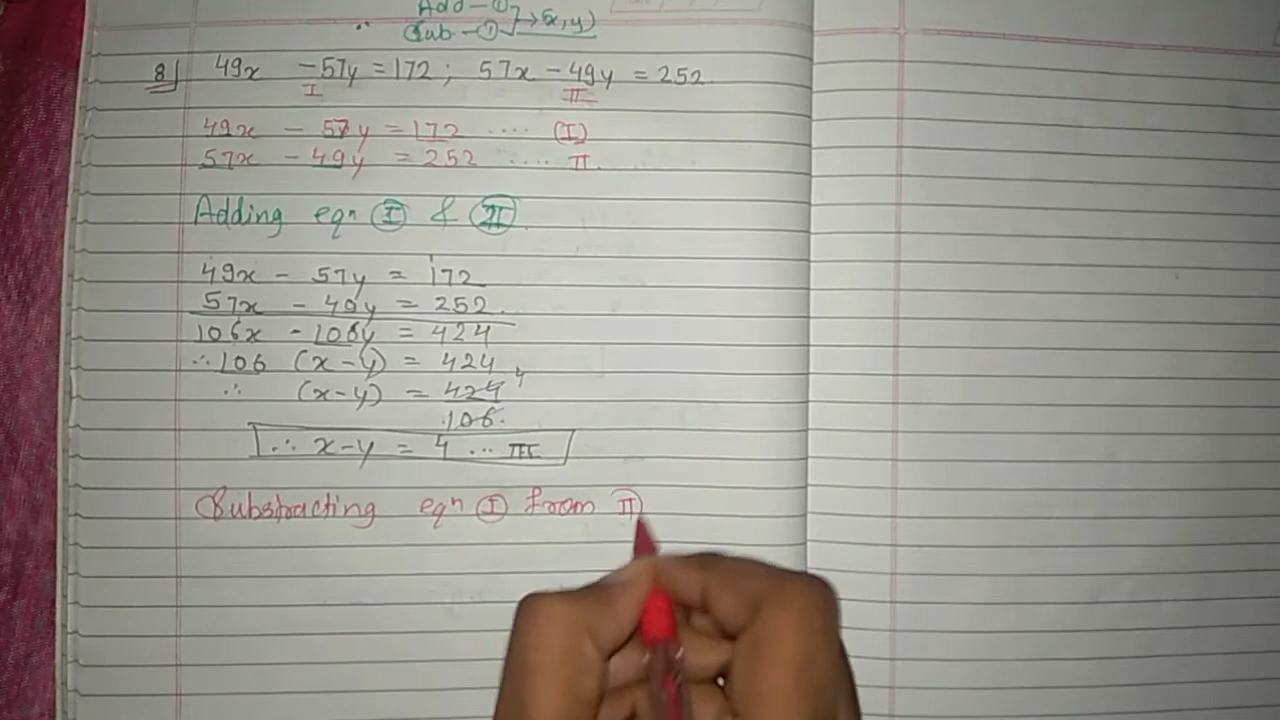 Add - ①
Sub - ① → (x, y)
8] 49x - 57y = 172 ; 57x - 49y = 252
I II
49x - 57y = 172 .... (I)
57x - 49y = 252 .... II
Adding eqn Ⓘ & Ⅱ
49x - 57y = 172
57x - 49y = 252
106x - 106y = 424
∴ 106 (x-y) = 424
∴ (x-y) = 424 4
106
∴ x-y = 4 ... III
Substracting eqn Ⓘ from Ⅱ